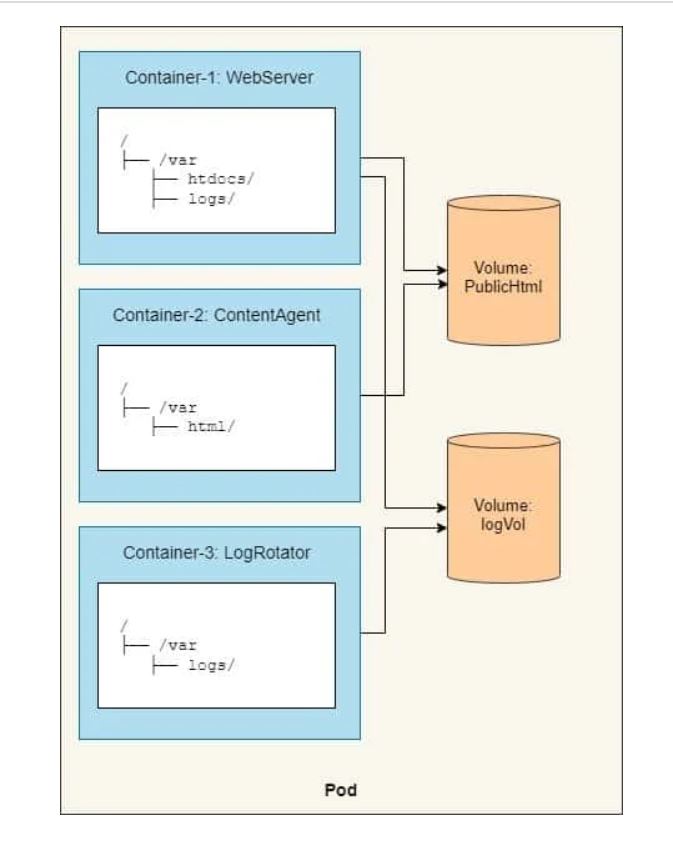 Container-1: WebServer
/
/var
htdocs/
logs/
Container-2: ContentAgent
/
/var
html/
Container-3: LogRotator
/
/var
logs/
Volume:
PublicHtml
Volume:
logVol
Pod